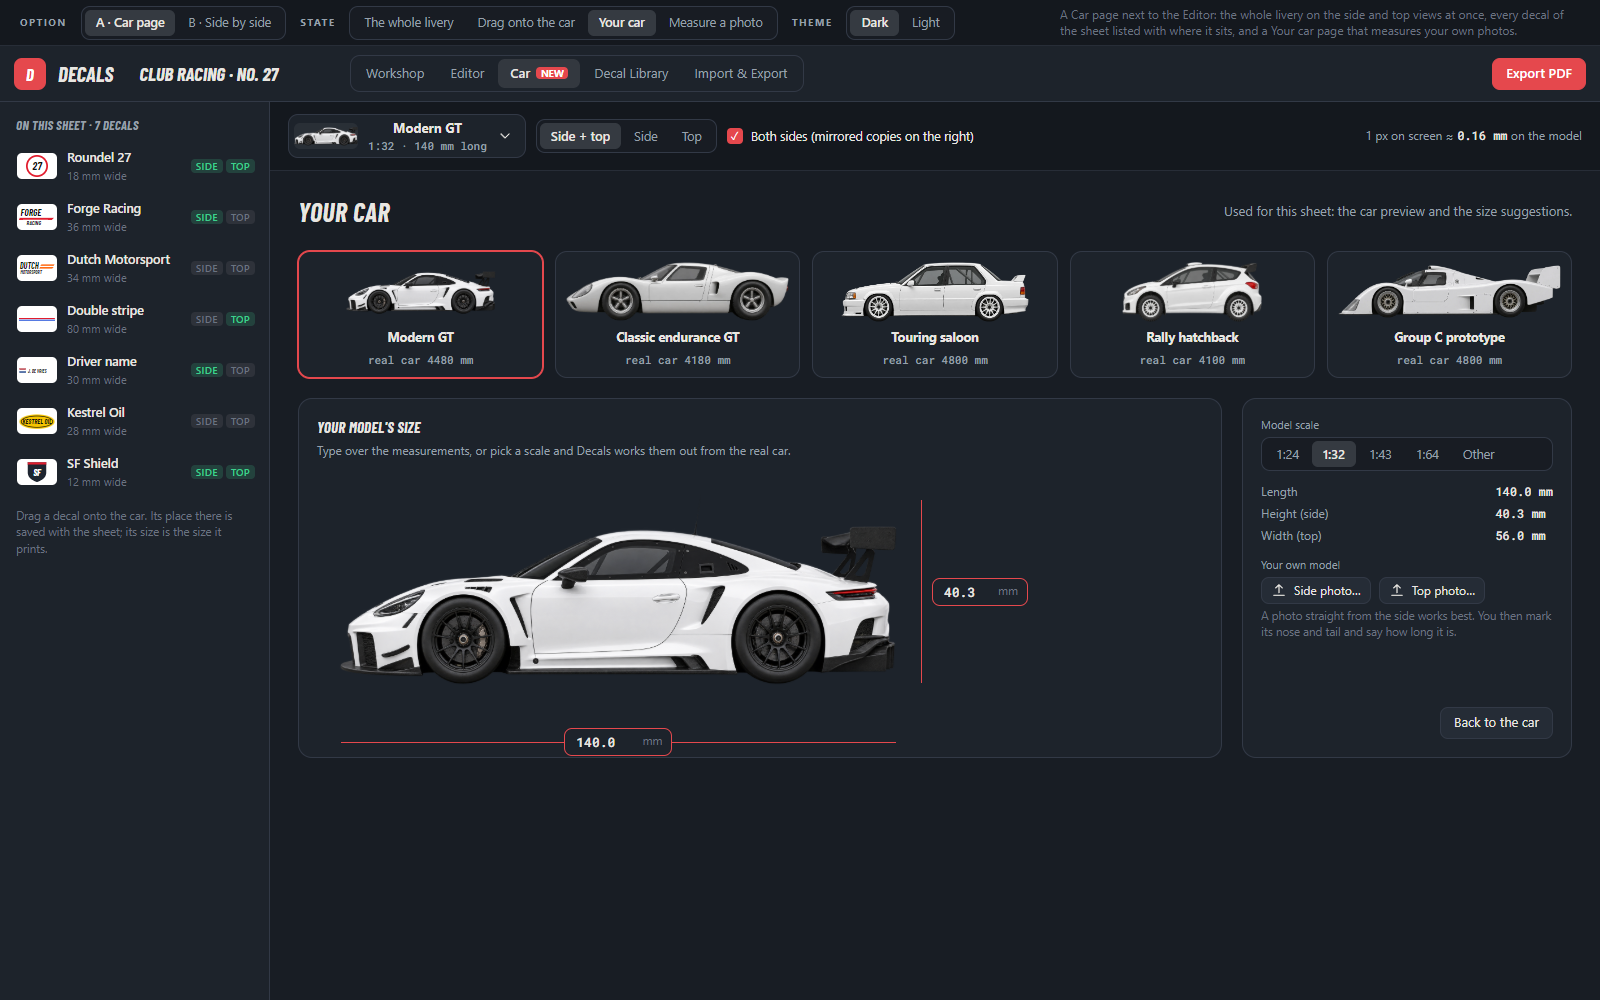 OPTION A · Car page B · Side by side STATE The whole livery Drag onto the car Your car Measure a photo THEME Dark Light
A Car page next to the Editor: the whole livery on the side and top views at once, every decal of
the sheet listed with where it sits, and a Your car page that measures your own photos.
D DECALS CLUB RACING · NO. 27 Workshop Editor Car NEW Decal Library Import & Export Export PDF
ON THIS SHEET · 7 DECALS
27 Roundel 27 SIDE TOP
18 mm wide
FORGE RACING Forge Racing SIDE TOP
36 mm wide
DUTCH MOTORSPORT Dutch Motorsport SIDE TOP
34 mm wide
Double stripe SIDE TOP
80 mm wide
J. DE VRIES Driver name SIDE TOP
30 mm wide
KESTREL OIL Kestrel Oil SIDE TOP
28 mm wide
SF SF Shield SIDE TOP
12 mm wide
Drag a decal onto the car. Its place there is
saved with the sheet; its size is the size it
prints.
Modern GT
1:32 · 140 mm long
Side + top Side Top Both sides (mirrored copies on the right) 1 px on screen ≈ 0.16 mm on the model
YOUR CAR Used for this sheet: the car preview and the size suggestions.
Modern GT
real car 4480 mm
Classic endurance GT
real car 4180 mm
Touring saloon
real car 4800 mm
Rally hatchback
real car 4100 mm
Group C prototype
real car 4800 mm
YOUR MODEL'S SIZE
Type over the measurements, or pick a scale and Decals works them out from the real car.
40.3 mm
140.0 mm
Model scale
1:24 1:32 1:43 1:64 Other
Length 140.0 mm
Height (side) 40.3 mm
Width (top) 56.0 mm
Your own model
Side photo... Top photo...
A photo straight from the side works best. You then mark
its nose and tail and say how long it is.
Back to the car